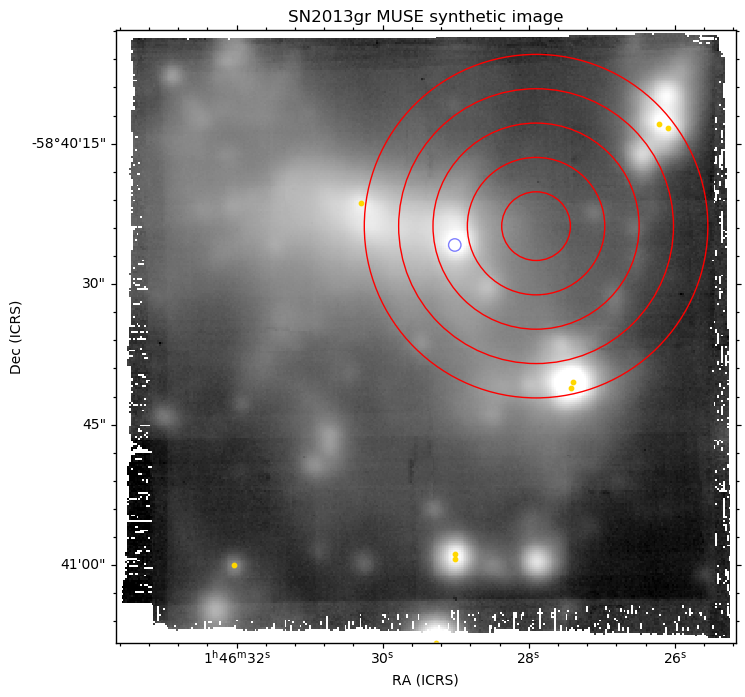 SN2013gr MUSE synthetic image
-58°40'15"
30"
45"
41'00"
Dec (ICRS)
1ʰ46ᵐ32ˢ
30ˢ
28ˢ
26ˢ
RA (ICRS)